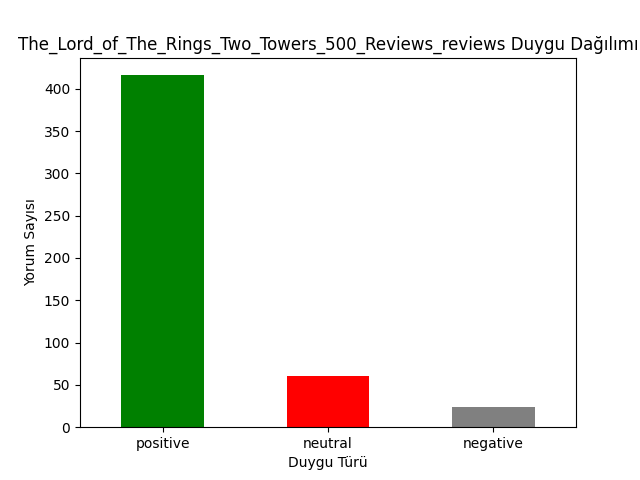 The_Lord_of_The_Rings_Two_Towers_500_Reviews_reviews Duygu Dağılımı
400
350
300
250
200
150
100
50
0
Yorum Sayısı
positive
neutral
negative
Duygu Türü